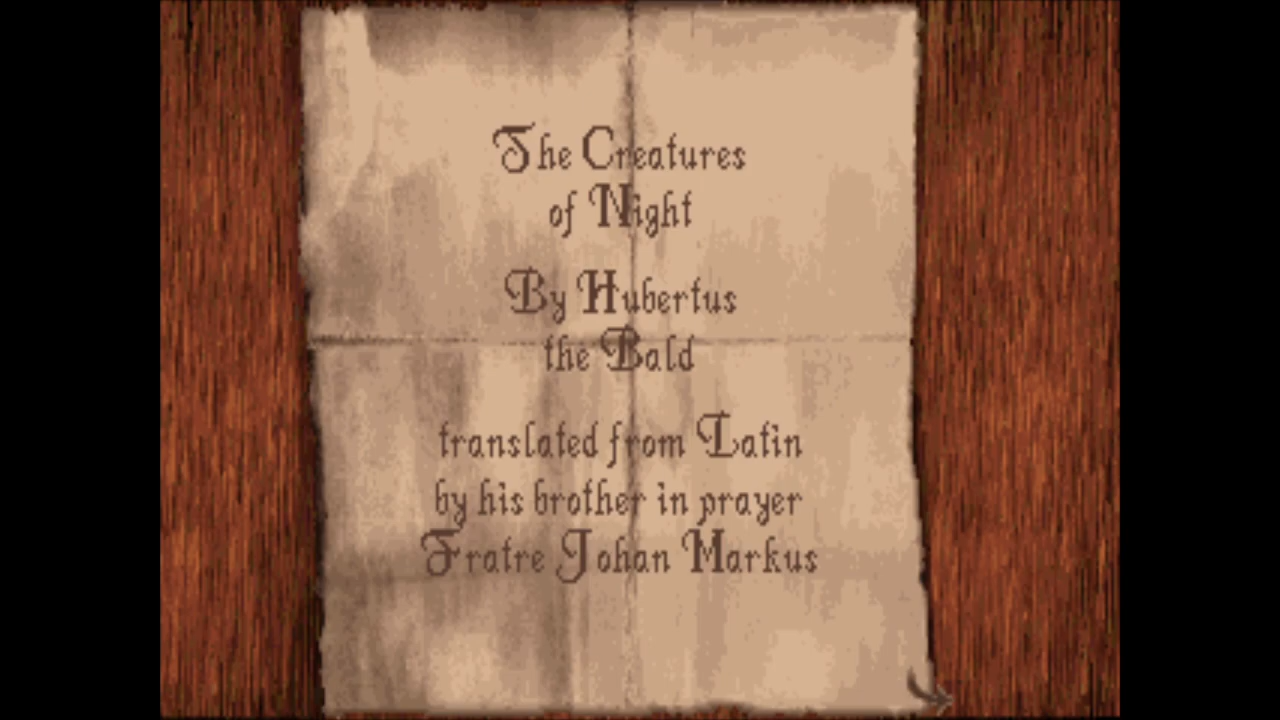 The Creatures
of Night
By Hubertus
the Bald
translated from Latin
by his brother in prayer
Fratre Johan Markus